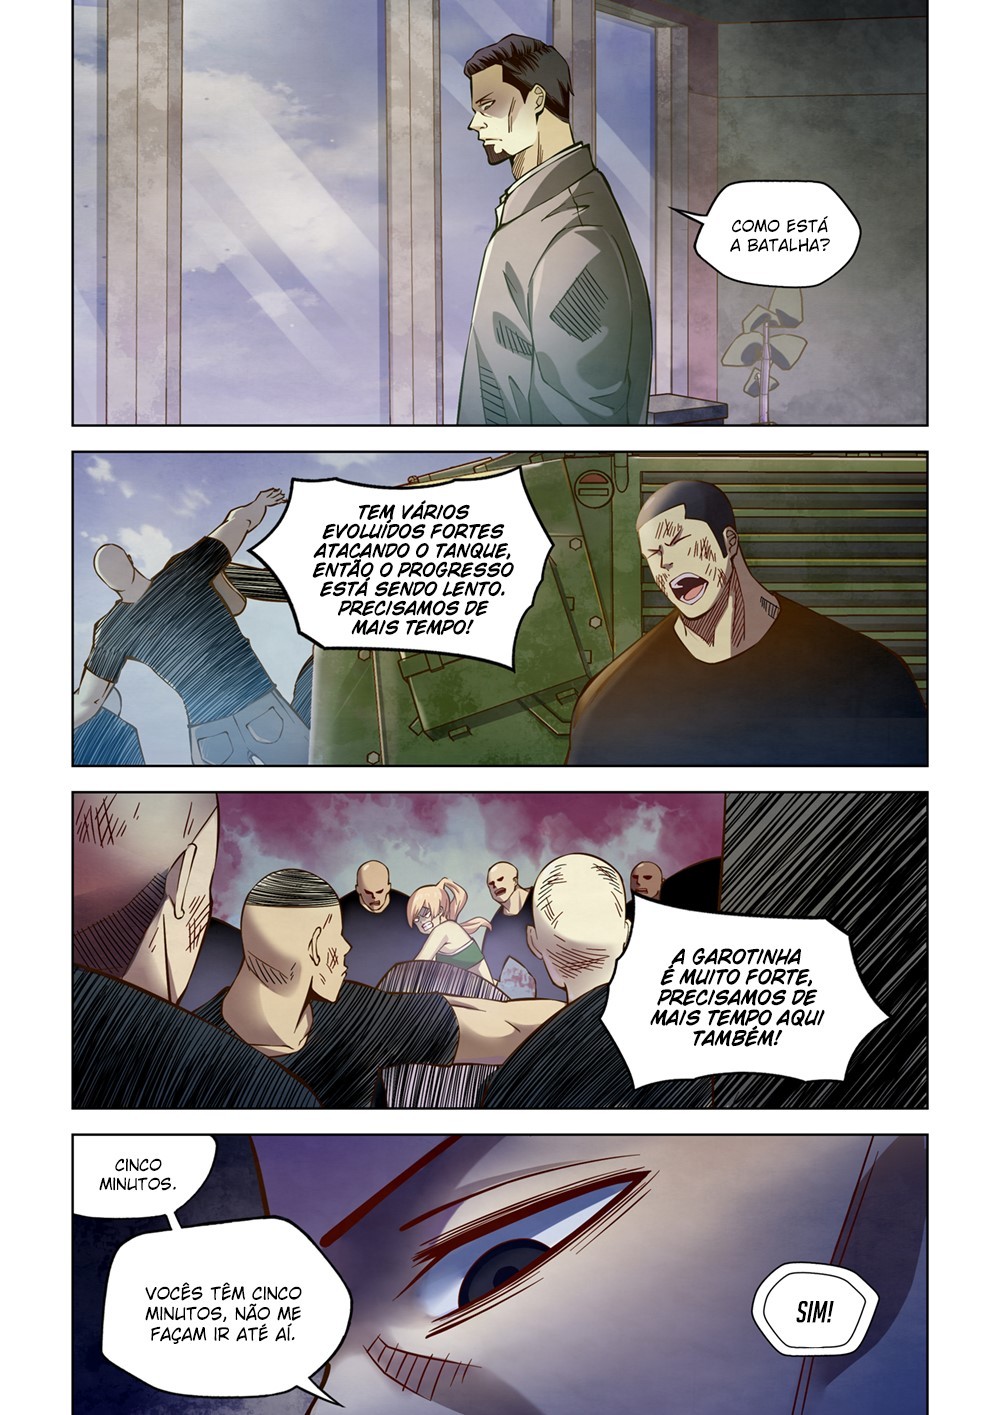 COMO ESTÁ
A BATALHA?
TEM VÁRIOS
EVOLUÍDOS FORTES
ATACANDO O TANQUE,
ENTÃO O PROGRESSO
ESTÁ SENDO LENTO.
PRECISAMOS DE
MAIS TEMPO!
A GAROTINHA
É MUITO FORTE,
PRECISAMOS DE
MAIS TEMPO AQUI
TAMBÉM!
CINCO
MINUTOS.
VOCÊS TÊM CINCO
MINUTOS, NÃO ME
FAÇAM IR ATÉ AÍ.
SIM!